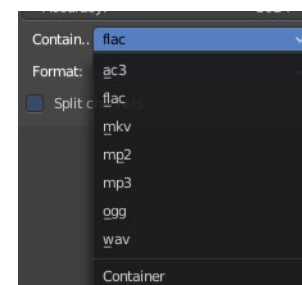 Contain.. flac
Format: ac3
Split c
flac
mkv
mp2
mp3
ogg
wav
Container